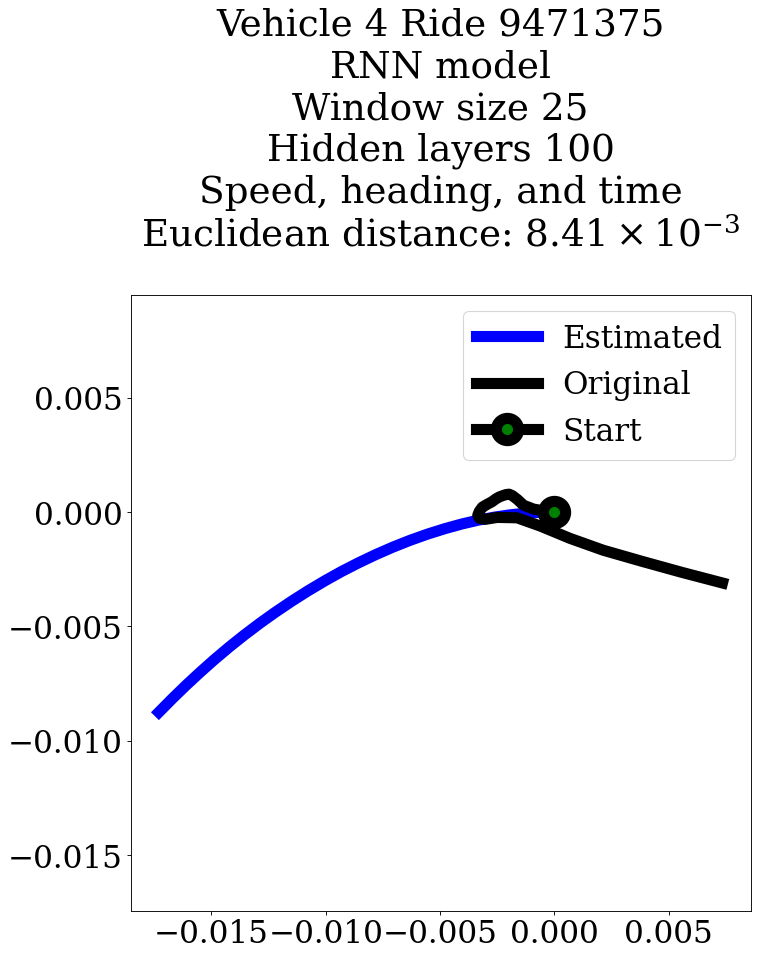 Vehicle 4 Ride 9471375
RNN model
Window size 25
Hidden layers 100
Speed, heading, and time
Euclidean distance: 8.41 × 10⁻³
Estimated
Original
Start
0.005
0.000
−0.005
−0.010
−0.015
−0.015 −0.010 −0.005 0.000 0.005